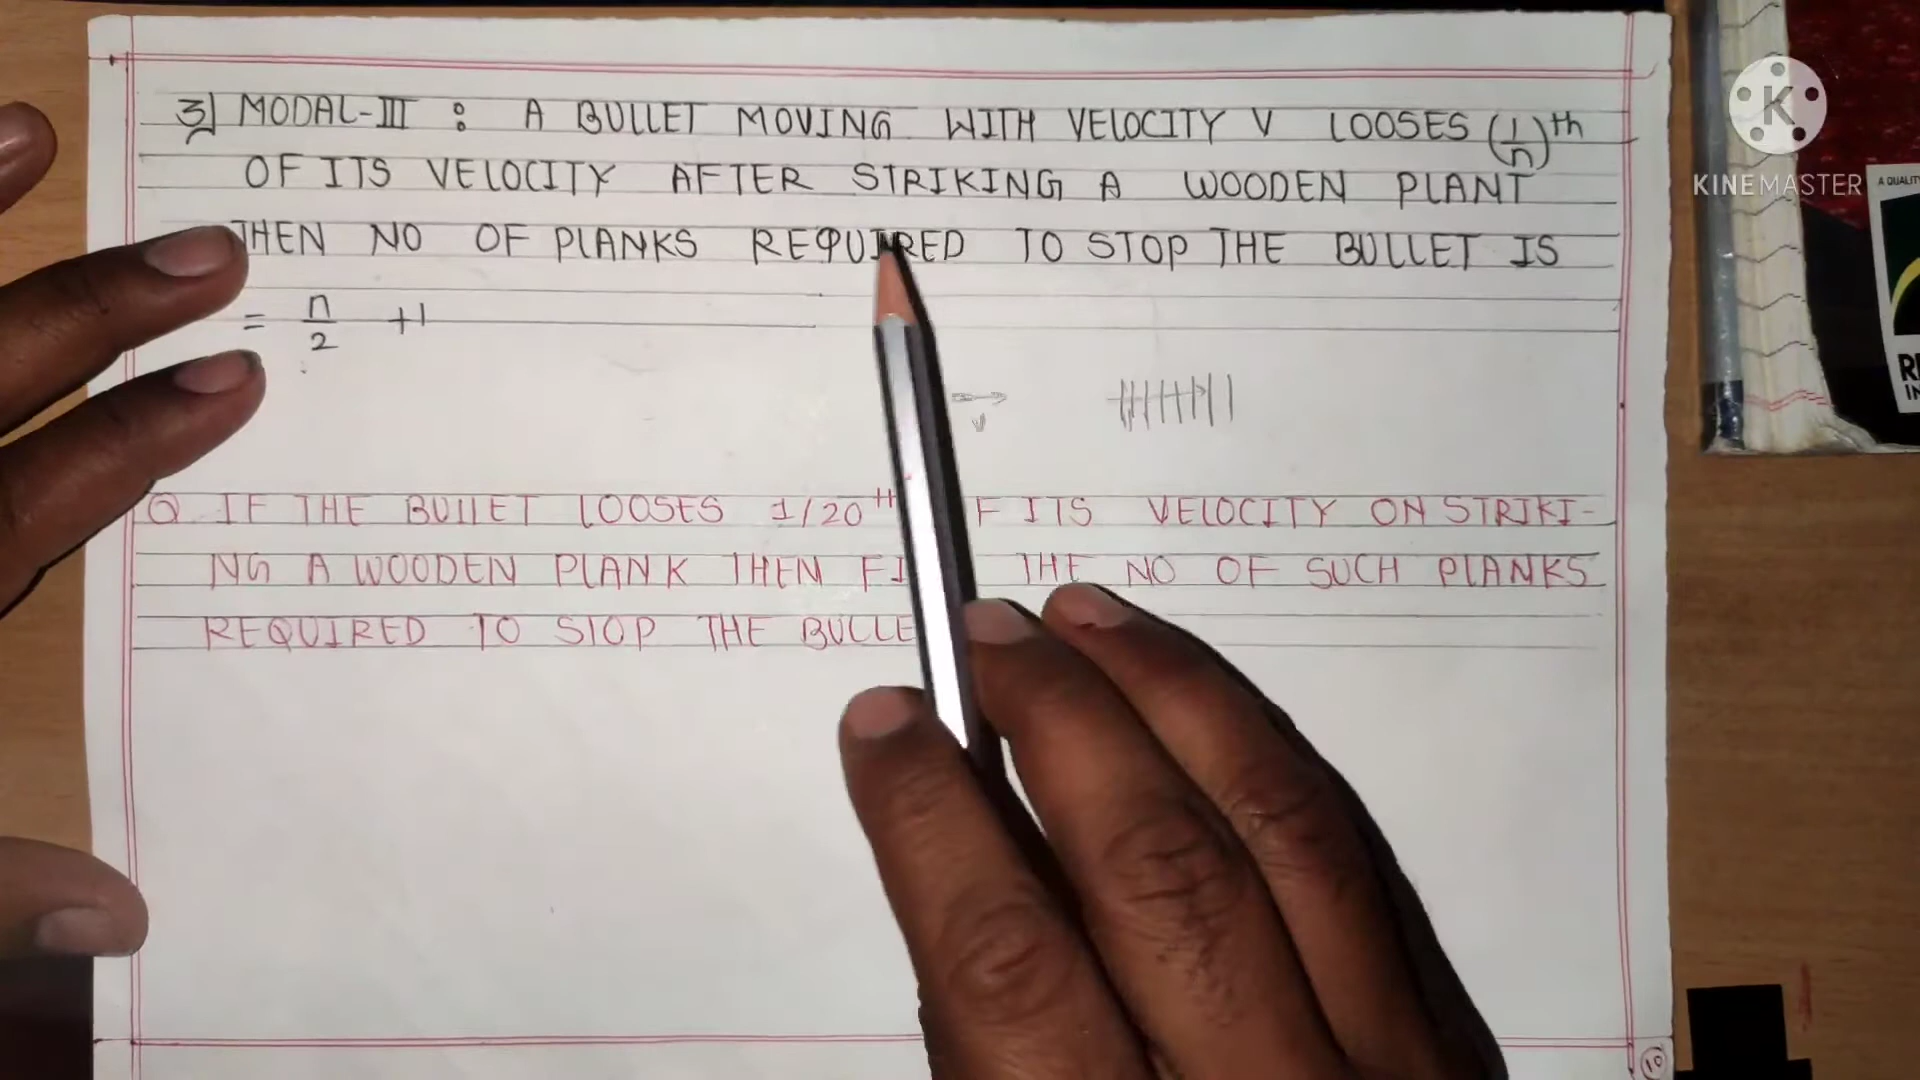 3) MODAL-III : A BULLET MOVING WITH VELOCITY V LOOSES (1/n)th
OF ITS VELOCITY AFTER STRIKING A WOODEN PLANT
THEN NO OF PLANKS REQUIRED TO STOP THE BULLET IS
= n/2 +1
V
Q IF THE BULLET LOOSES 1/20th F ITS VELOCITY ON STRIKI-
NG A WOODEN PLANK THEN FI THE NO OF SUCH PLANKS
REQUIRED TO STOP THE BULLE
10
K
KINEMASTER
A QUALIT